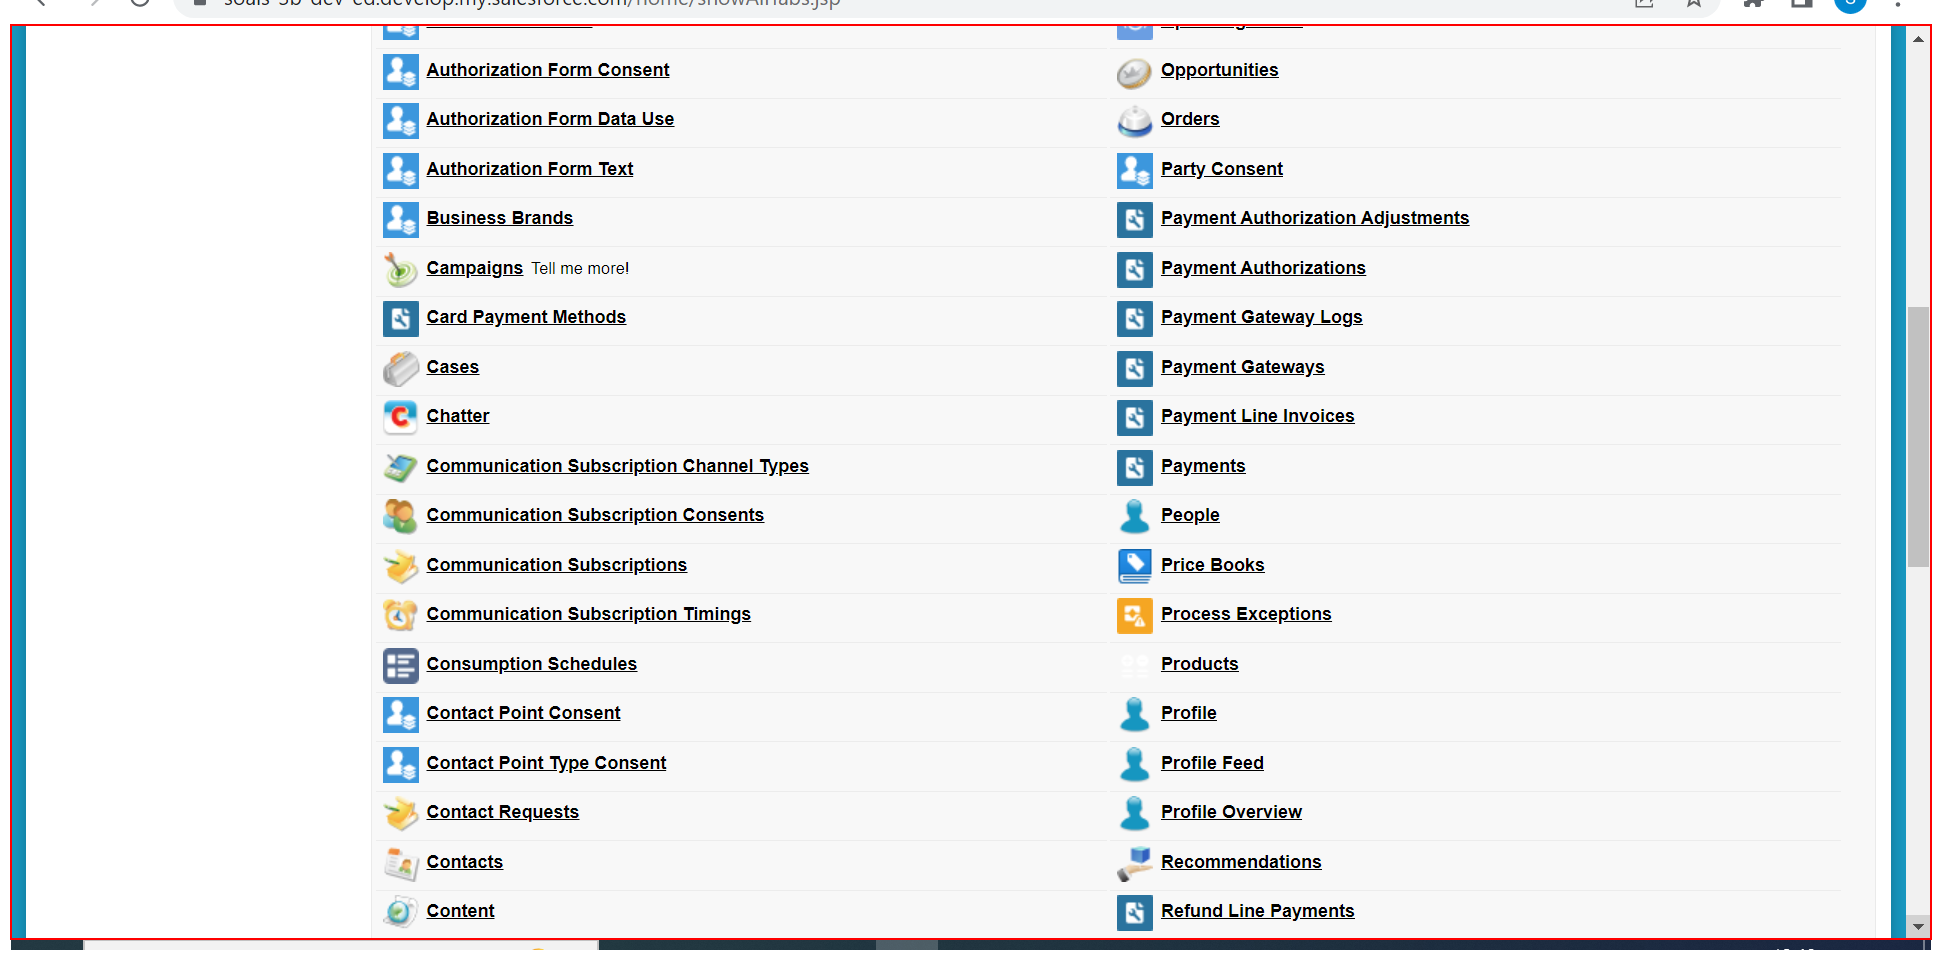 Authorization Form Consent
Authorization Form Data Use
Authorization Form Text
Business Brands
Campaigns Tell me more!
Card Payment Methods
Cases
Chatter
Communication Subscription Channel Types
Communication Subscription Consents
Communication Subscriptions
Communication Subscription Timings
Consumption Schedules
Contact Point Consent
Contact Point Type Consent
Contact Requests
Contacts
Content
Opportunities
Orders
Party Consent
Payment Authorization Adjustments
Payment Authorizations
Payment Gateway Logs
Payment Gateways
Payment Line Invoices
Payments
People
Price Books
Process Exceptions
Products
Profile
Profile Feed
Profile Overview
Recommendations
Refund Line Payments